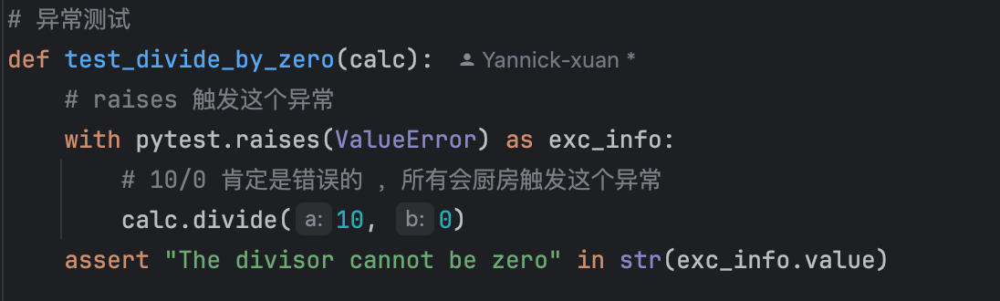 # 异常测试
def test_divide_by_zero(calc): Yannick-xuan *
# raises 触发这个异常
with pytest.raises(ValueError) as exc_info:
# 10/0 肯定是错误的 ，所有会厨房触发这个异常
calc.divide(a: 10, b: 0)
assert "The divisor cannot be zero" in str(exc_info.value)